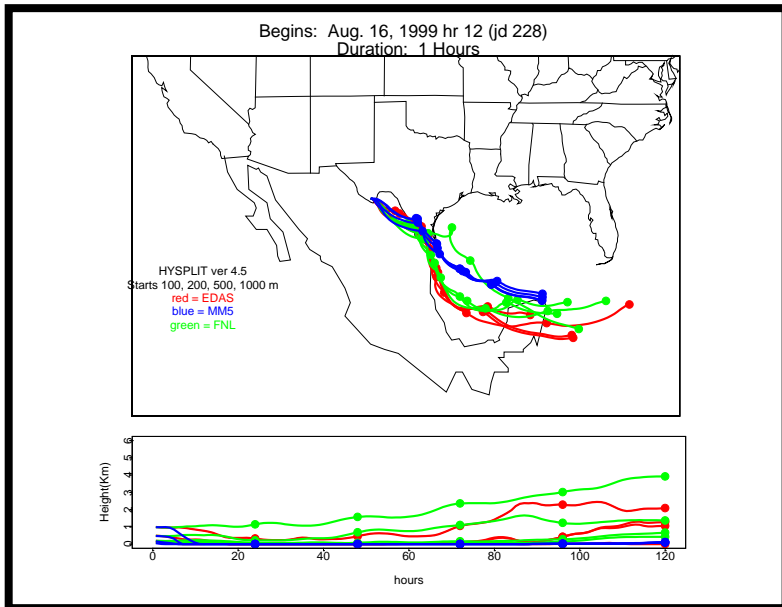 Begins: Aug. 16, 1999 hr 12 (jd 228)
Duration: 1 Hours
HYSPLIT ver 4.5
Starts 100, 200, 500, 1000 m
red = EDAS
blue = MM5
green = FNL
Height(Km)
6
5
4
3
2
1
0
0 20 40 60 80 100 120
hours